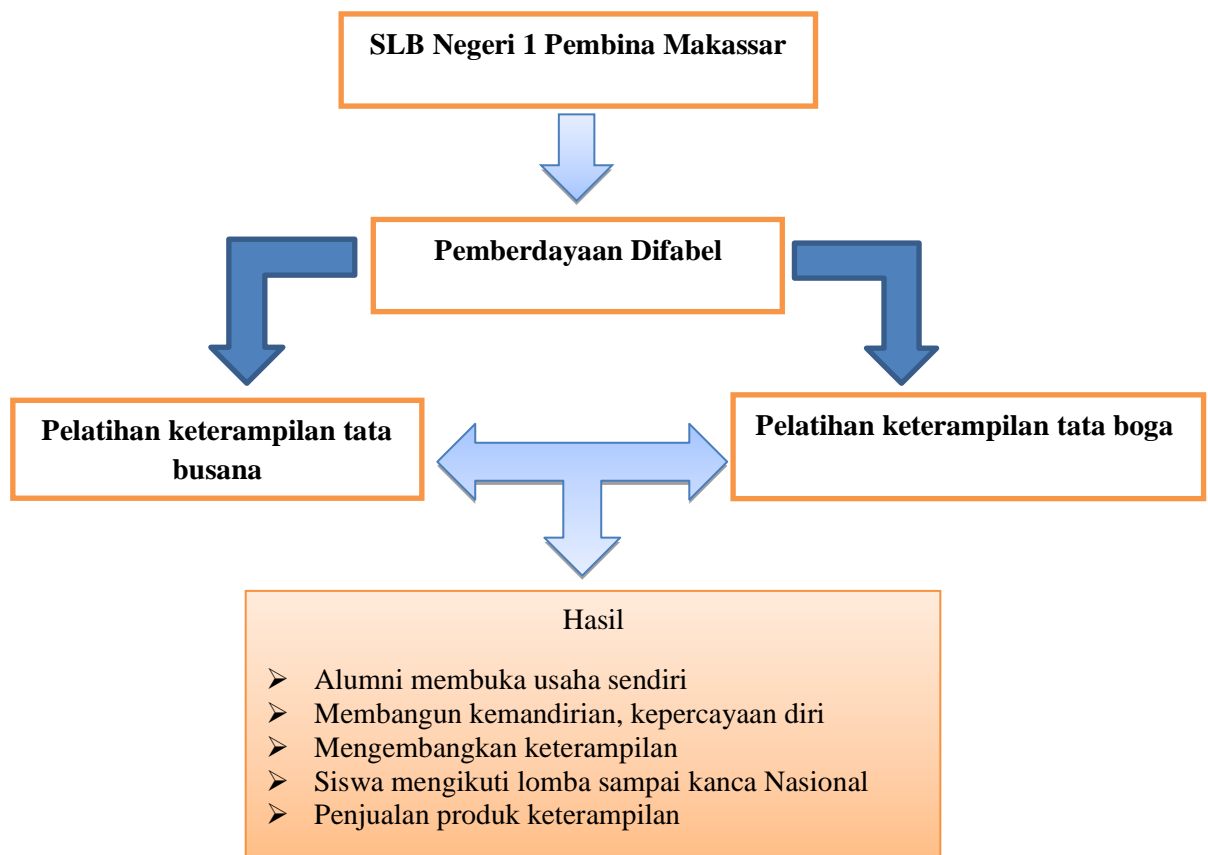 SLB Negeri 1 Pembina Makassar
Pemberdayaan Difabel
Pelatihan keterampilan tata
busana
Pelatihan keterampilan tata boga
Hasil
➢ Alumni membuka usaha sendiri
➢ Membangun kemandirian, kepercayaan diri
➢ Mengembangkan keterampilan
➢ Siswa mengikuti lomba sampai kanca Nasional
➢ Penjualan produk keterampilan